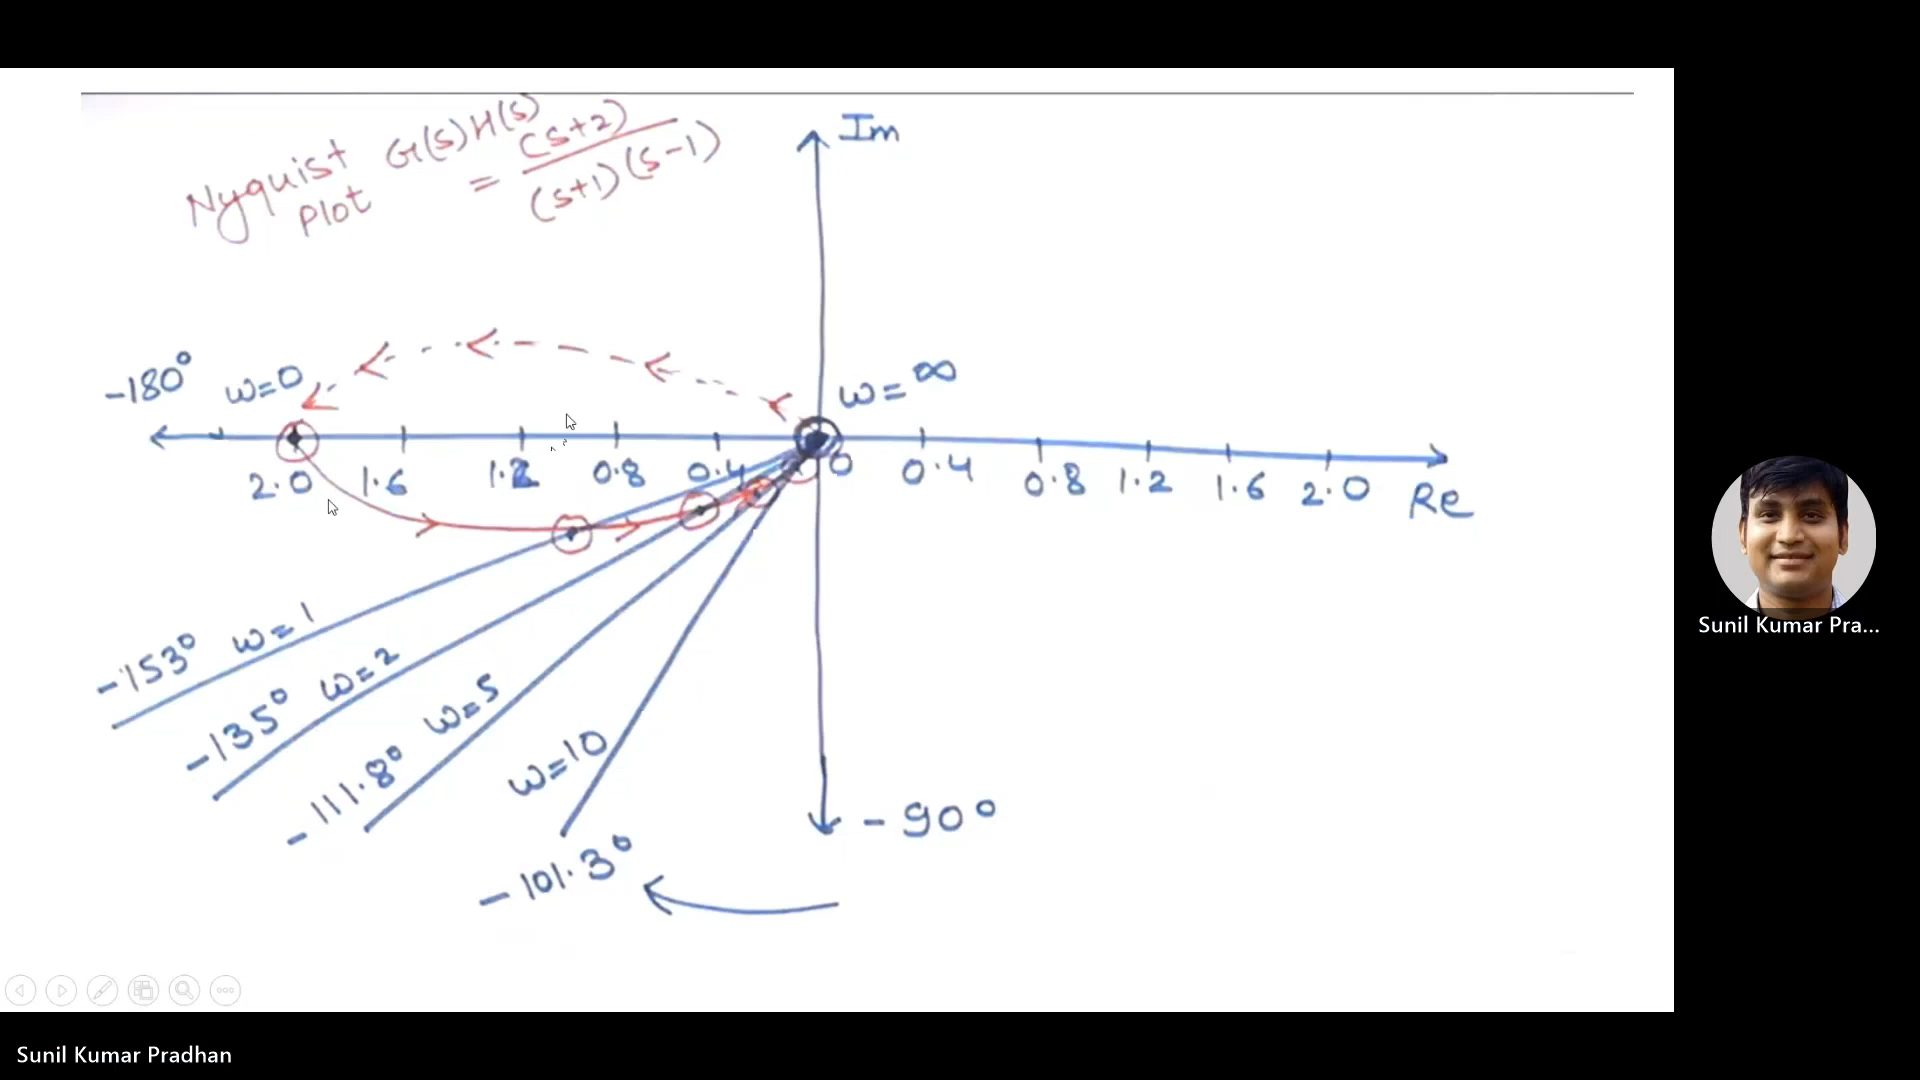 Nyquist Plot G(s)H(s) = (s+2) / (s+1)(s-1)
Im
-180° ω=0
ω=∞
2.0 1.6 1.2 0.8 0.4 0 0.4 0.8 1.2 1.6 2.0 Re
-153° ω=1
-135° ω=2
-111.8° ω=5
ω=10
-101.3°
-90°
Sunil Kumar Pra...
Sunil Kumar Pradhan